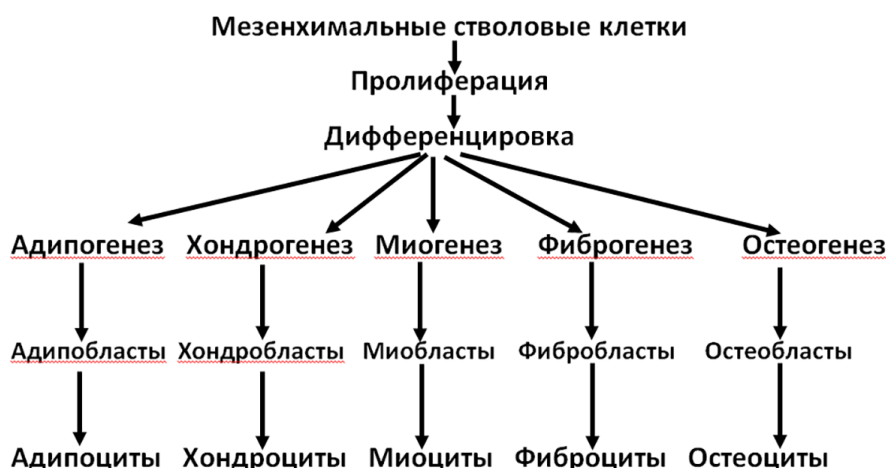 Мезенхимальные стволовые клетки
Пролиферация
Дифференцировка
Адипогенез Хондрогенез Миогенез Фиброгенез Остеогенез
Адипобласты Хондробласты Миобласты Фибробласты Остеобласты
Адипоциты Хондроциты Миоциты Фиброциты Остеоциты